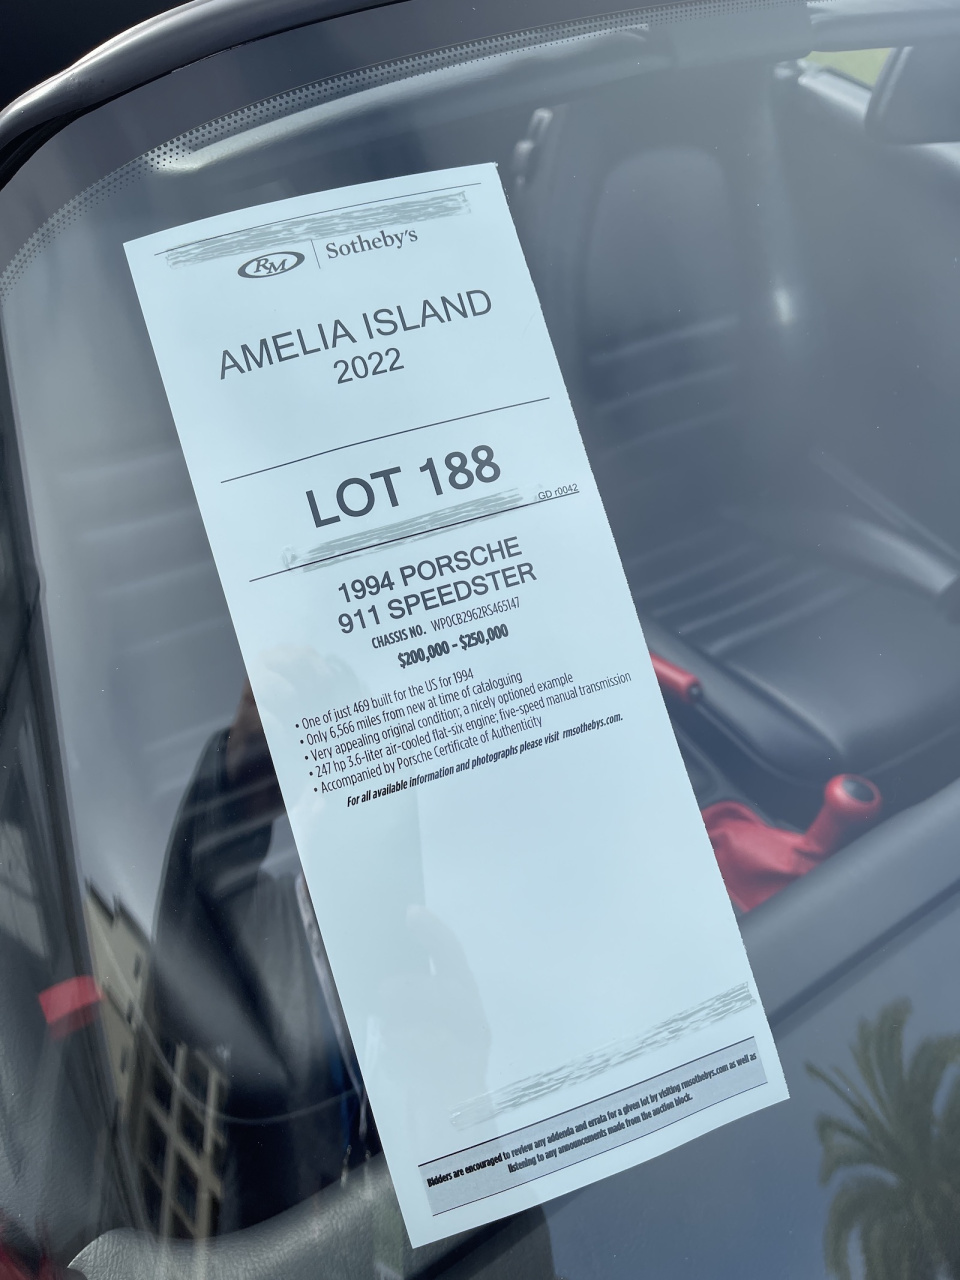 RM Sotheby's
AMELIA ISLAND
2022
LOT 188
GD r0042
1994 PORSCHE
911 SPEEDSTER
CHASSIS NO. WP0CB2962RS465147
$200,000 – $250,000
• One of just 469 built for the US for 1994
• Only 6,566 miles from new at time of cataloguing
• Very appealing original condition; a nicely optioned example
• 247 hp 3.6-liter air-cooled flat-six engine; five-speed manual transmission
• Accompanied by Porsche Certificate of Authenticity
For all available information and photographs please visit rmsothebys.com.
Bidders are encouraged to review any addenda and errata for a given lot by visiting rmsothebys.com as well as
listening to any announcements made from the auction block.